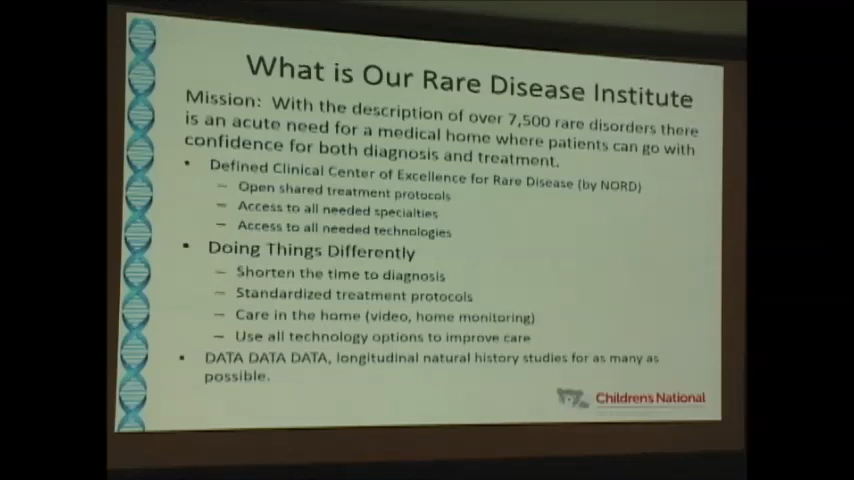 What is Our Rare Disease Institute
Mission: With the description of over 7,500 rare disorders there
is an acute need for a medical home where patients can go with
confidence for both diagnosis and treatment.
• Defined Clinical Center of Excellence for Rare Disease (by NORD)
– Open shared treatment protocols
– Access to all needed specialties
– Access to all needed technologies
• Doing Things Differently
– Shorten the time to diagnosis
– Standardized treatment protocols
– Care in the home (video, home monitoring)
– Use all technology options to improve care
• DATA DATA DATA, longitudinal natural history studies for as many as
possible.
Children's National